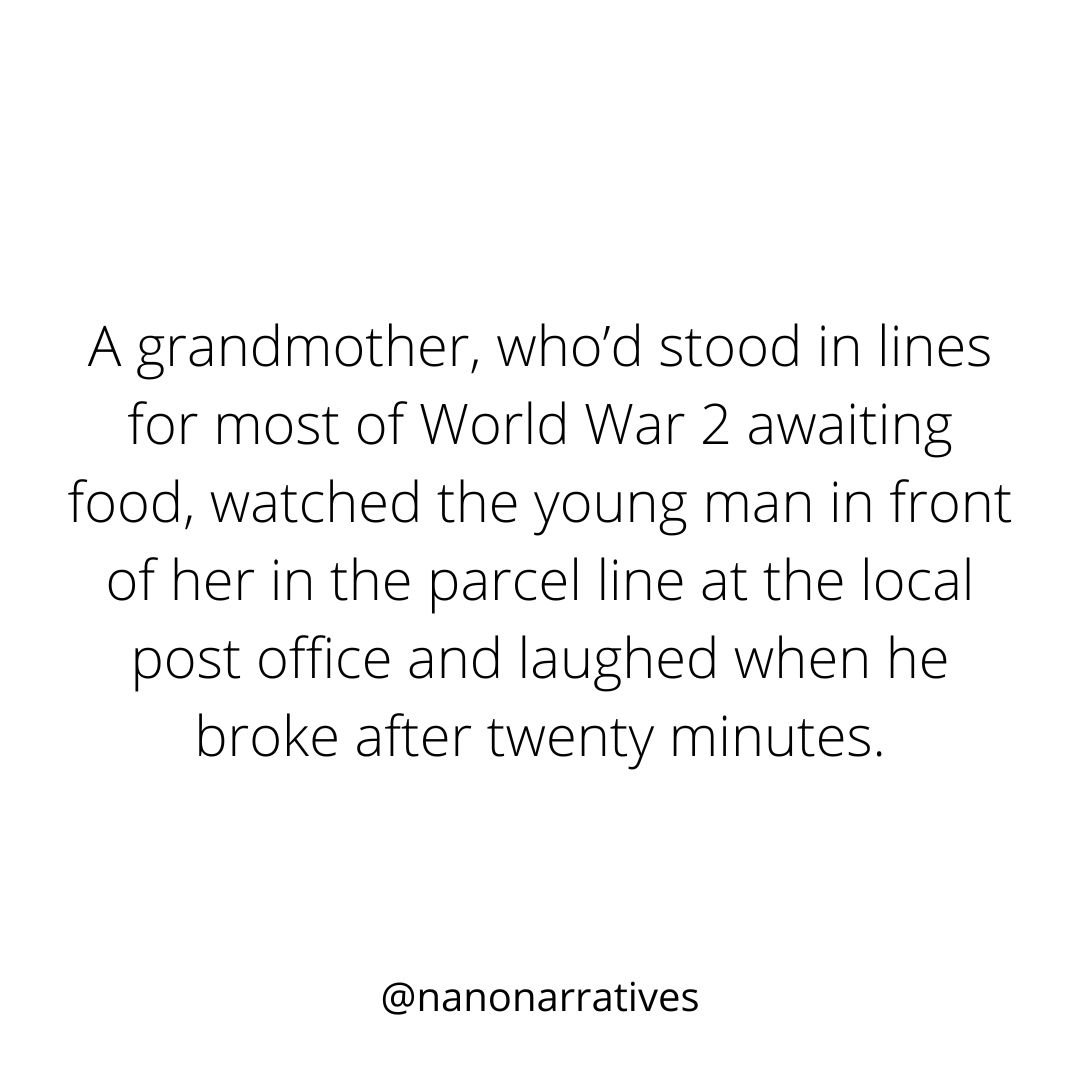 A grandmother, who’d stood in lines
for most of World War 2 awaiting
food, watched the young man in front
of her in the parcel line at the local
post office and laughed when he
broke after twenty minutes.
@nanonarratives